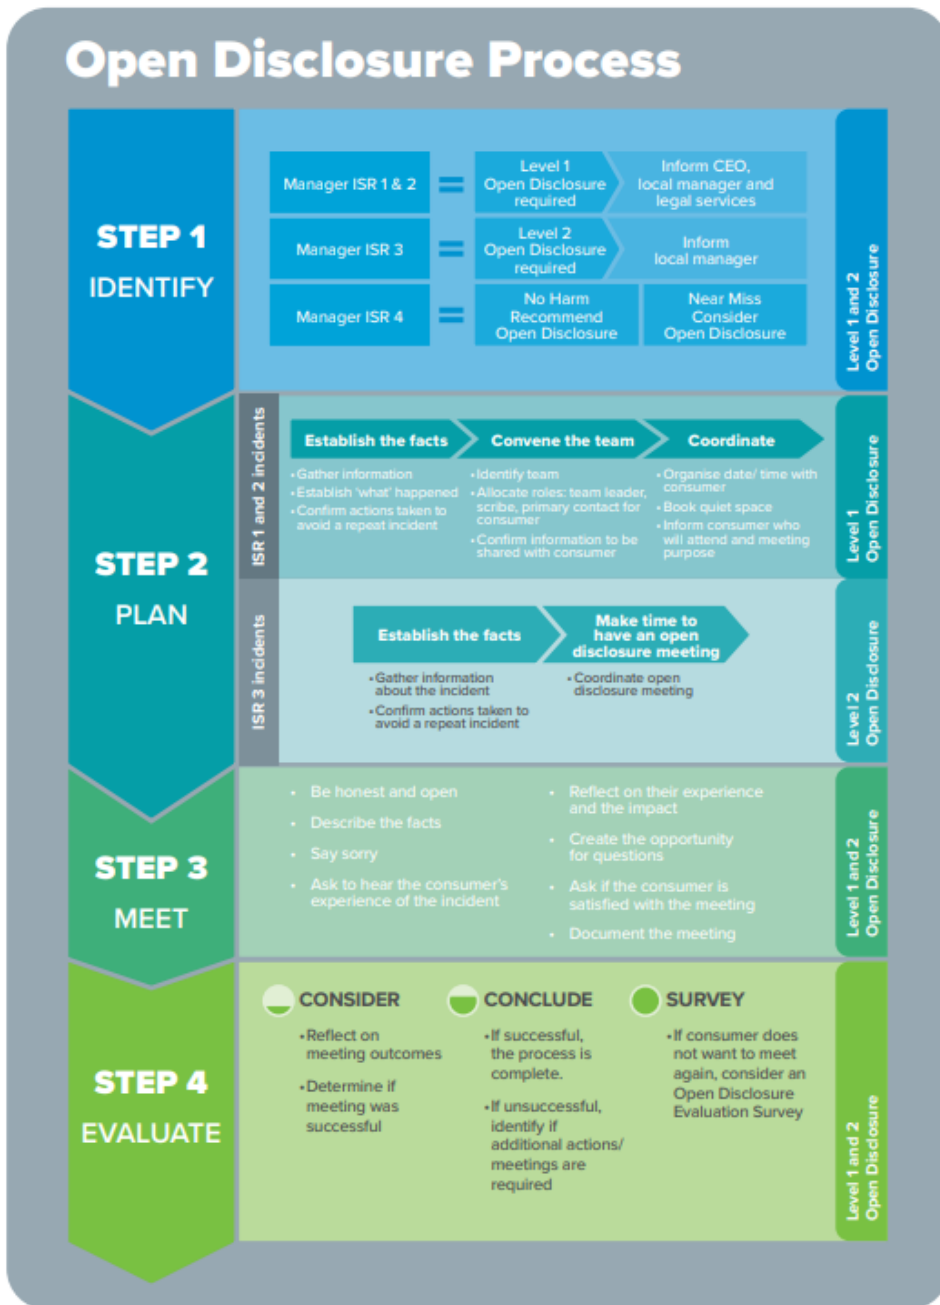 Open Disclosure Process
STEP 1
IDENTIFY
Manager ISR 1 & 2
=
Level 1
Open Disclosure
required
Inform CEO,
local manager and
legal services
Manager ISR 3
=
Level 2
Open Disclosure
required
Inform
local manager
Manager ISR 4
=
No Harm
Recommend
Open Disclosure
Near Miss
Consider
Open Disclosure
Level 1 and 2
Open Disclosure
STEP 2
PLAN
ISR 1 and 2 incidents
Establish the facts
• Gather information
• Establish ‘what’ happened
• Confirm actions taken to
avoid a repeat incident
Convene the team
• Identify team
• Allocate roles: team leader,
scribe, primary contact for
consumer
• Confirm information to be
shared with consumer
Coordinate
• Organise date/ time with
consumer
• Book quiet space
• Inform consumer who
will attend and meeting
purpose
Level 1
Open Disclosure
ISR 3 incidents
Establish the facts
• Gather information
about the incident
• Confirm actions taken to
avoid a repeat incident
Make time to
have an open
disclosure meeting
• Coordinate open
disclosure meeting
Level 2
Open Disclosure
STEP 3
MEET
• Be honest and open
• Describe the facts
• Say sorry
• Ask to hear the consumer’s
experience of the incident
• Reflect on their experience
and the impact
• Create the opportunity
for questions
• Ask if the consumer is
satisfied with the meeting
• Document the meeting
Level 1 and 2
Open Disclosure
STEP 4
EVALUATE
CONSIDER
• Reflect on
meeting outcomes
• Determine if
meeting was
successful
CONCLUDE
• If successful,
the process is
complete.
• If unsuccessful,
identify if
additional actions/
meetings are
required
SURVEY
• If consumer does
not want to meet
again, consider an
Open Disclosure
Evaluation Survey
Level 1 and 2
Open Disclosure